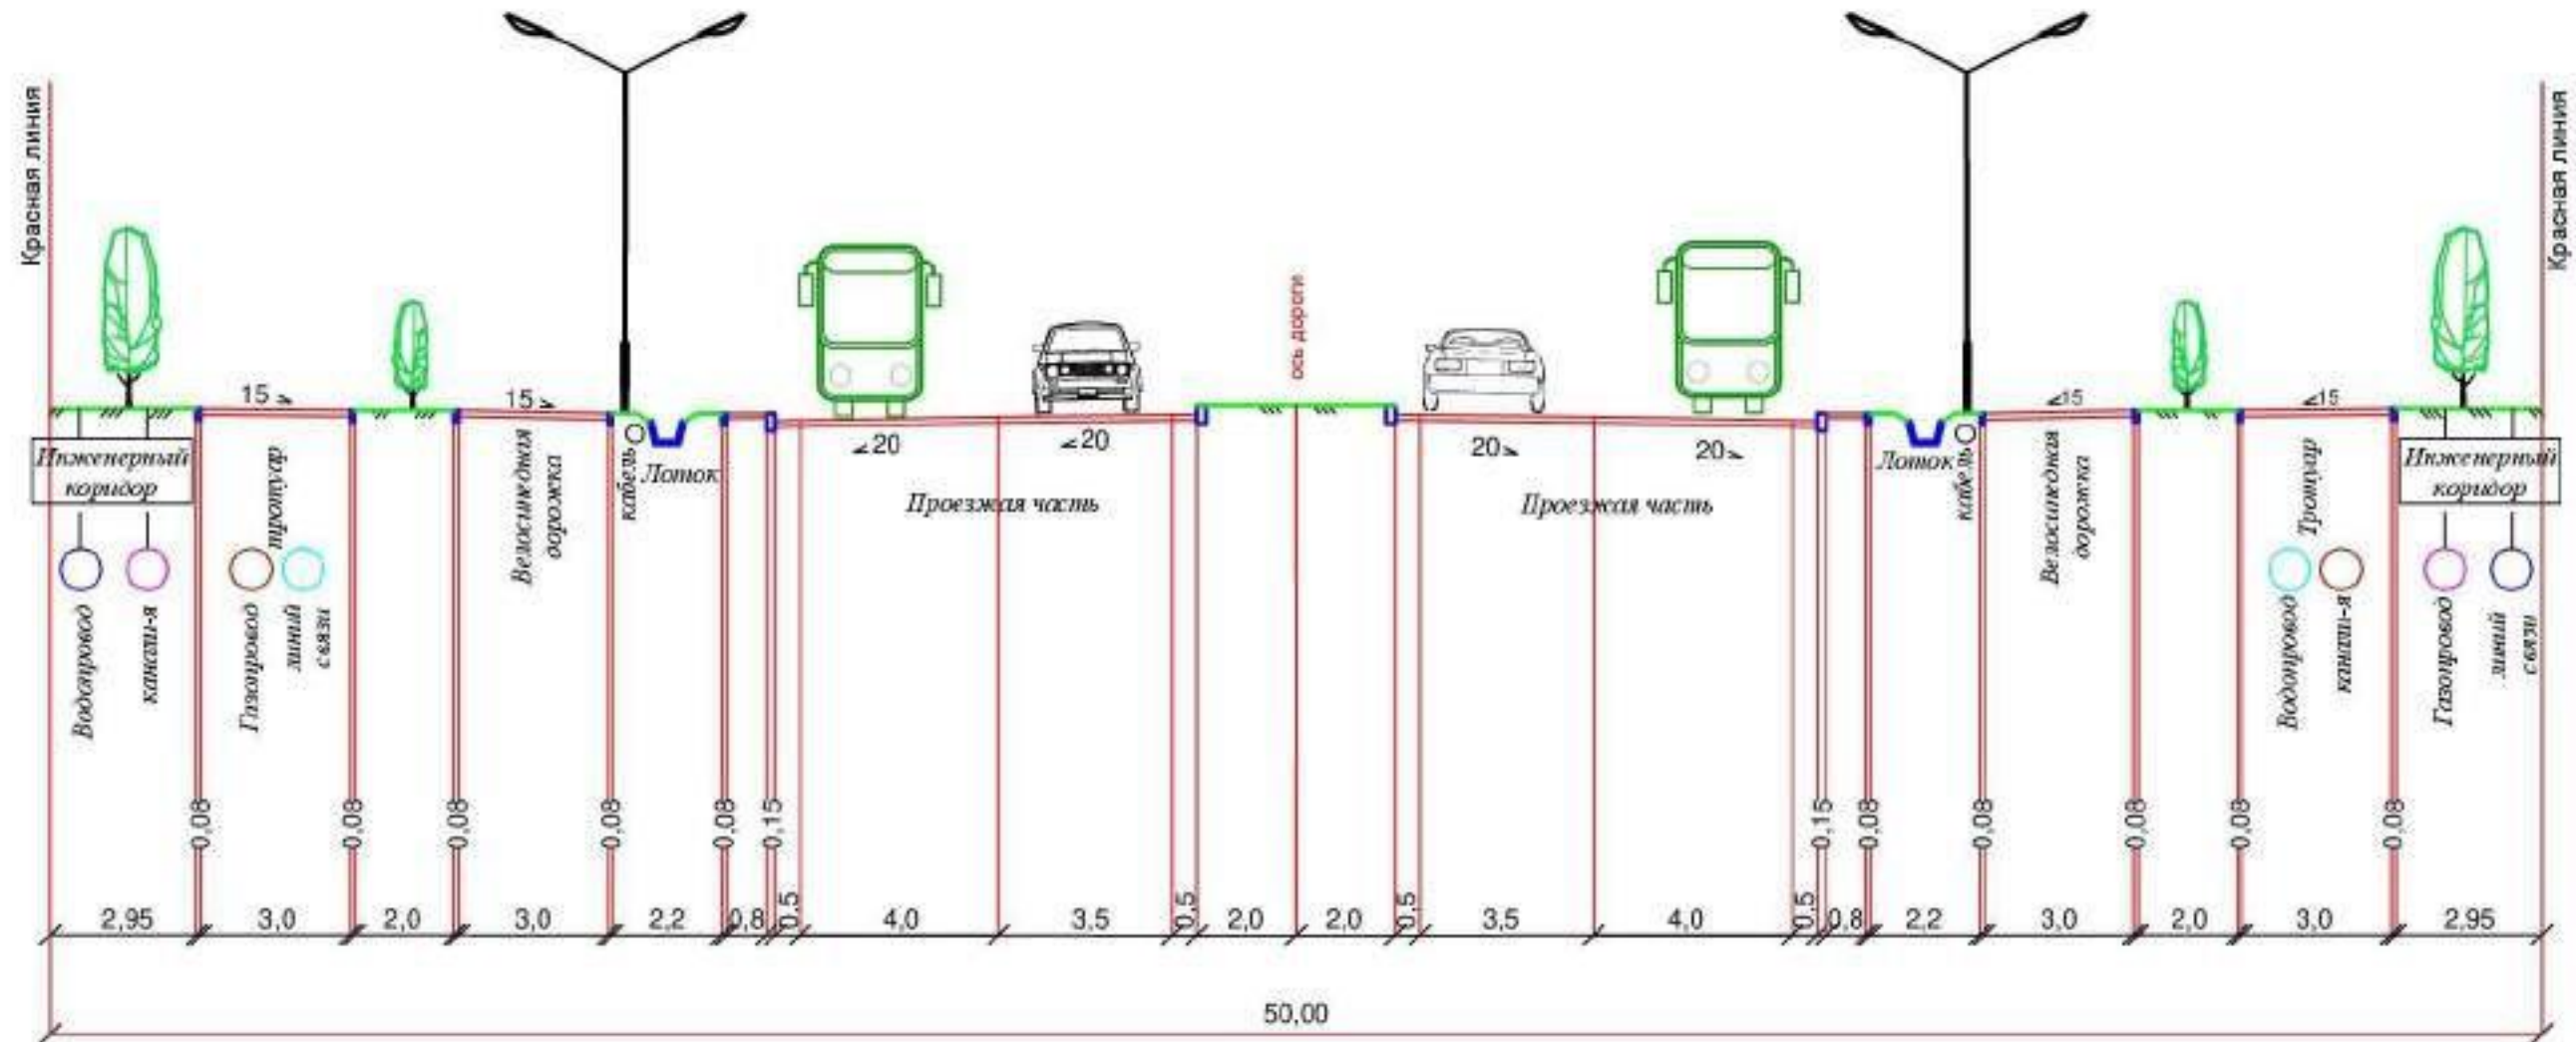 Красная линия
Красная линия
ось дороги
15
15
20
20
20
20
15
15
Инженерный
коридор
тротуар
Велосипедная
дорожка
кабель
Лоток
Проезжая часть
Проезжая часть
Лоток
кабель
Велосипедная
дорожка
Тротуар
Инженерный
коридор
Водопровод
канали-я
Газопровод
линий
связи
Водопровод
канали-я
Газопровод
линий
связи
0,08
0,08
0,08
0,08
0,08
0,15
0,15
0,08
0,08
0,08
0,08
0,08
2,95
3,0
2,0
3,0
2,2
0,8
0,5
4,0
3,5
0,5
2,0
2,0
0,5
3,5
4,0
0,5
0,8
2,2
3,0
2,0
3,0
2,95
50,00